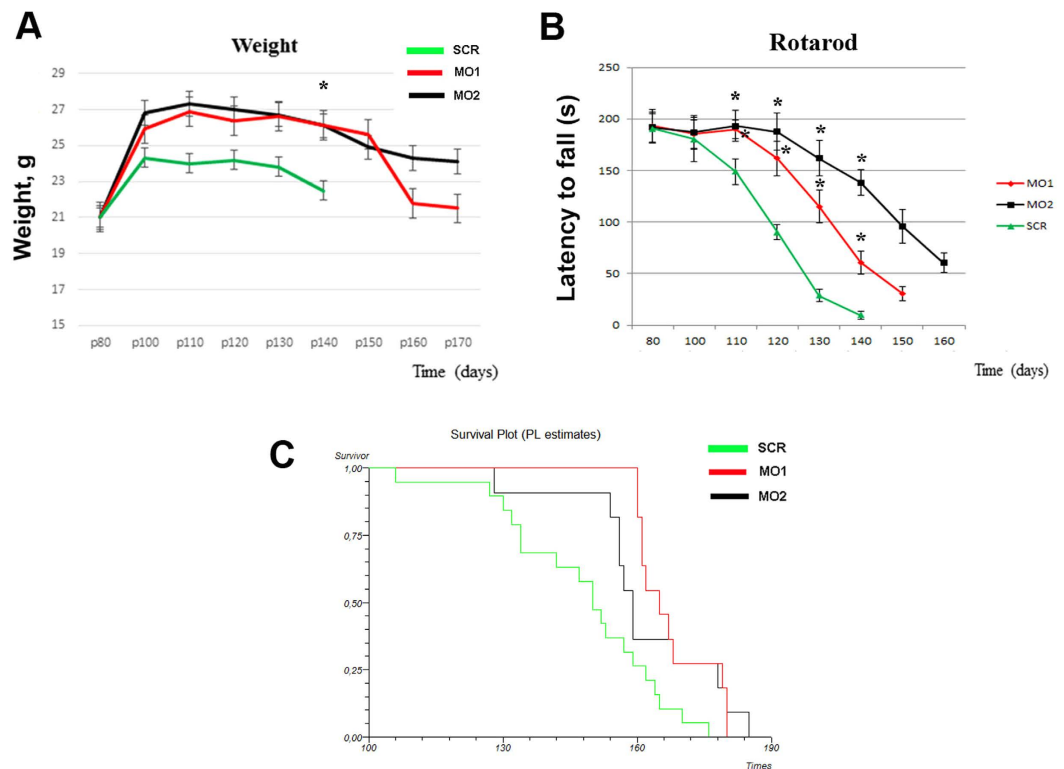 A
Weight
SCR
MO1
MO2
*
29
27
25
23
21
19
17
15
Weight, g
p80 p100 p110 p120 p130 p140 p150 p160 p170
Time (days)
B
Rotarod
250
200
150
100
50
0
Latency to fall (s)
* * * *
* * * *
MO1
MO2
SCR
80 100 110 120 130 140 150 160
Time (days)
C
Survival Plot (PL estimates)
Survivor
SCR
MO1
MO2
1,00
0,75
0,50
0,25
0,00
100 130 160 190
Times